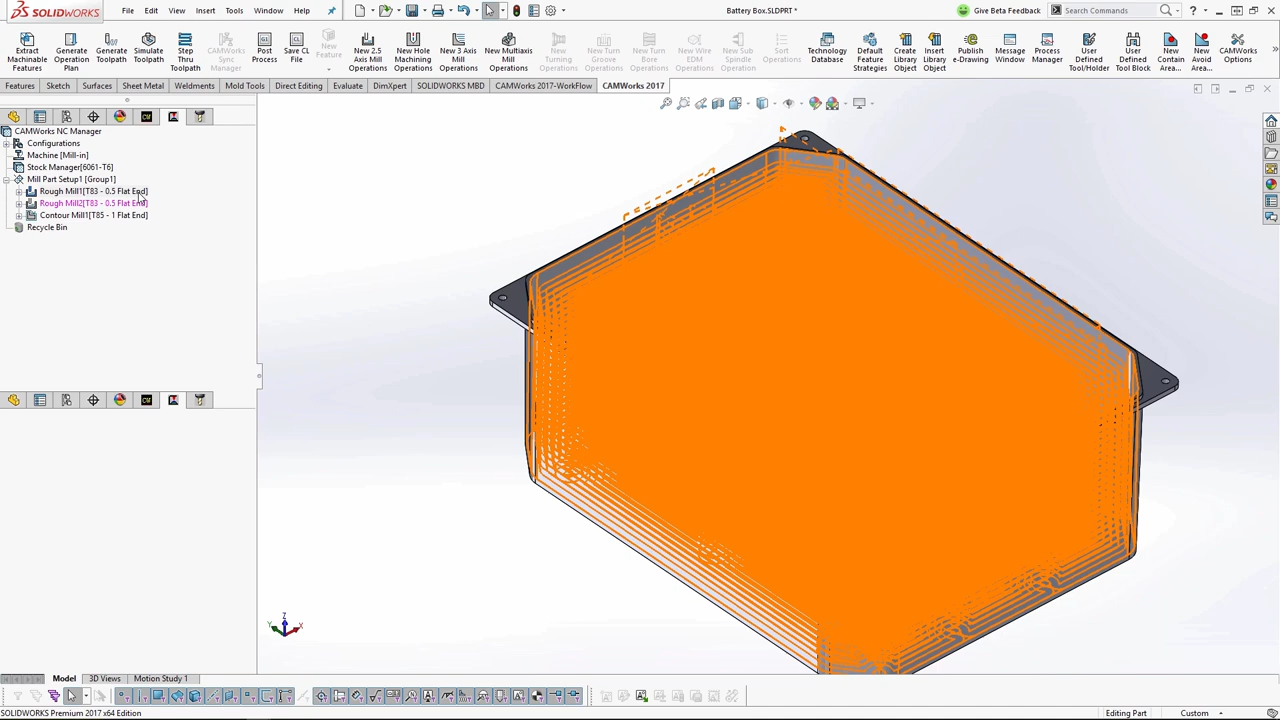 SOLIDWORKS
File Edit View Insert Tools Window Help
Battery Box.SLDPRT *
Give Beta Feedback
Search Commands
Extract Machinable Features
Generate Operation Plan
Generate Toolpath
Simulate Toolpath
Step Thru Toolpath
CAMWorks Sync Manager
Post Process
Save CL File
New Feature
New 2.5 Axis Mill Operations
New Hole Machining Operations
New 3 Axis Mill Operations
New Multiaxis Mill Operations
New Turning Operations
New Turn Groove Operations
New Turn Bore Operations
New Wire EDM Operations
New Sub Spindle Operations
Sort Operations
Technology Database
Default Feature Strategies
Create Library Object
Insert Library Object
Publish e-Drawing
Message Window
Process Manager
User Defined Tool/Holder
User Defined Tool Block
New Contain Area...
New Avoid Area...
CAMWorks Options
Features Sketch Surfaces Sheet Metal Weldments Mold Tools Direct Editing Evaluate DimXpert SOLIDWORKS MBD CAMWorks 2017-WorkFlow CAMWorks 2017
CAMWorks NC Manager
Configurations
Machine [Mill-in]
Stock Manager[6061-T6]
Mill Part Setup1 [Group1]
Rough Mill1[T83 - 0.5 Flat End]
Rough Mill2[T83 - 0.5 Flat End]
Contour Mill1[T85 - 1 Flat End]
Recycle Bin
Z
Y X
Model 3D Views Motion Study 1
SOLIDWORKS Premium 2017 x64 Edition
Editing Part
Custom